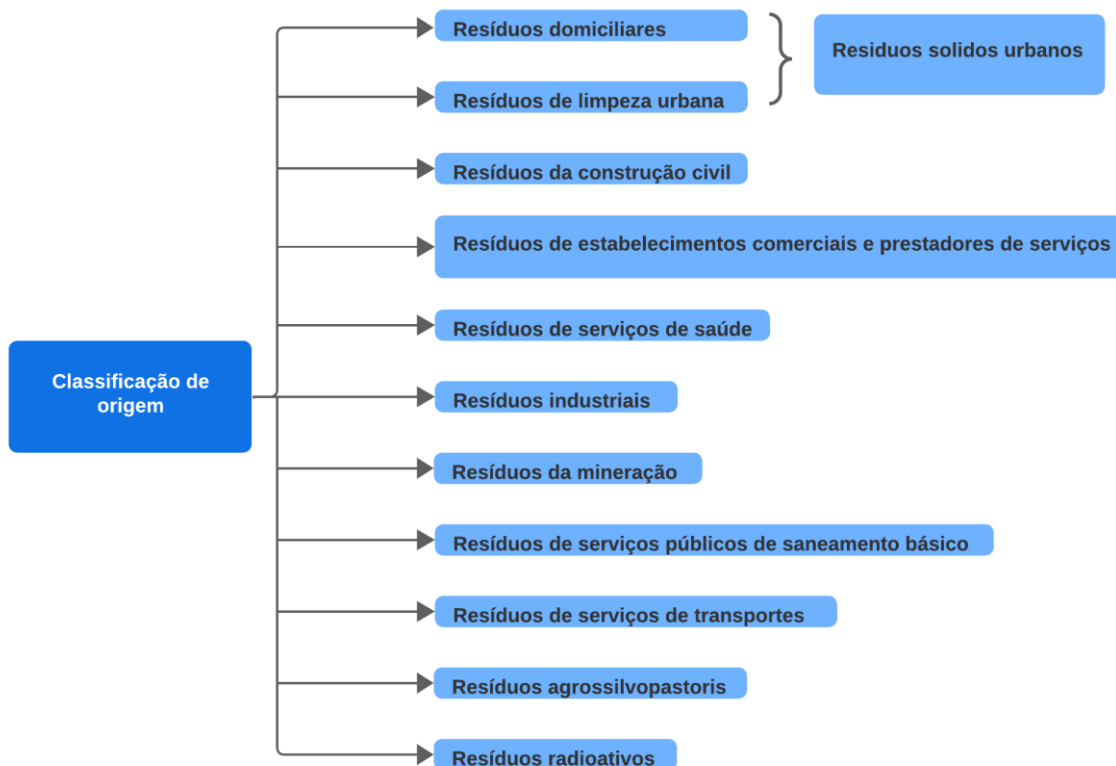 Resíduos domiciliares
Residuos solidos urbanos
Resíduos de limpeza urbana
Resíduos da construção civil
Resíduos de estabelecimentos comerciais e prestadores de serviços
Resíduos de serviços de saúde
Classificação de
origem
Resíduos industriais
Resíduos da mineração
Resíduos de serviços públicos de saneamento básico
Resíduos de serviços de transportes
Resíduos agrossilvopastoris
Resíduos radioativos